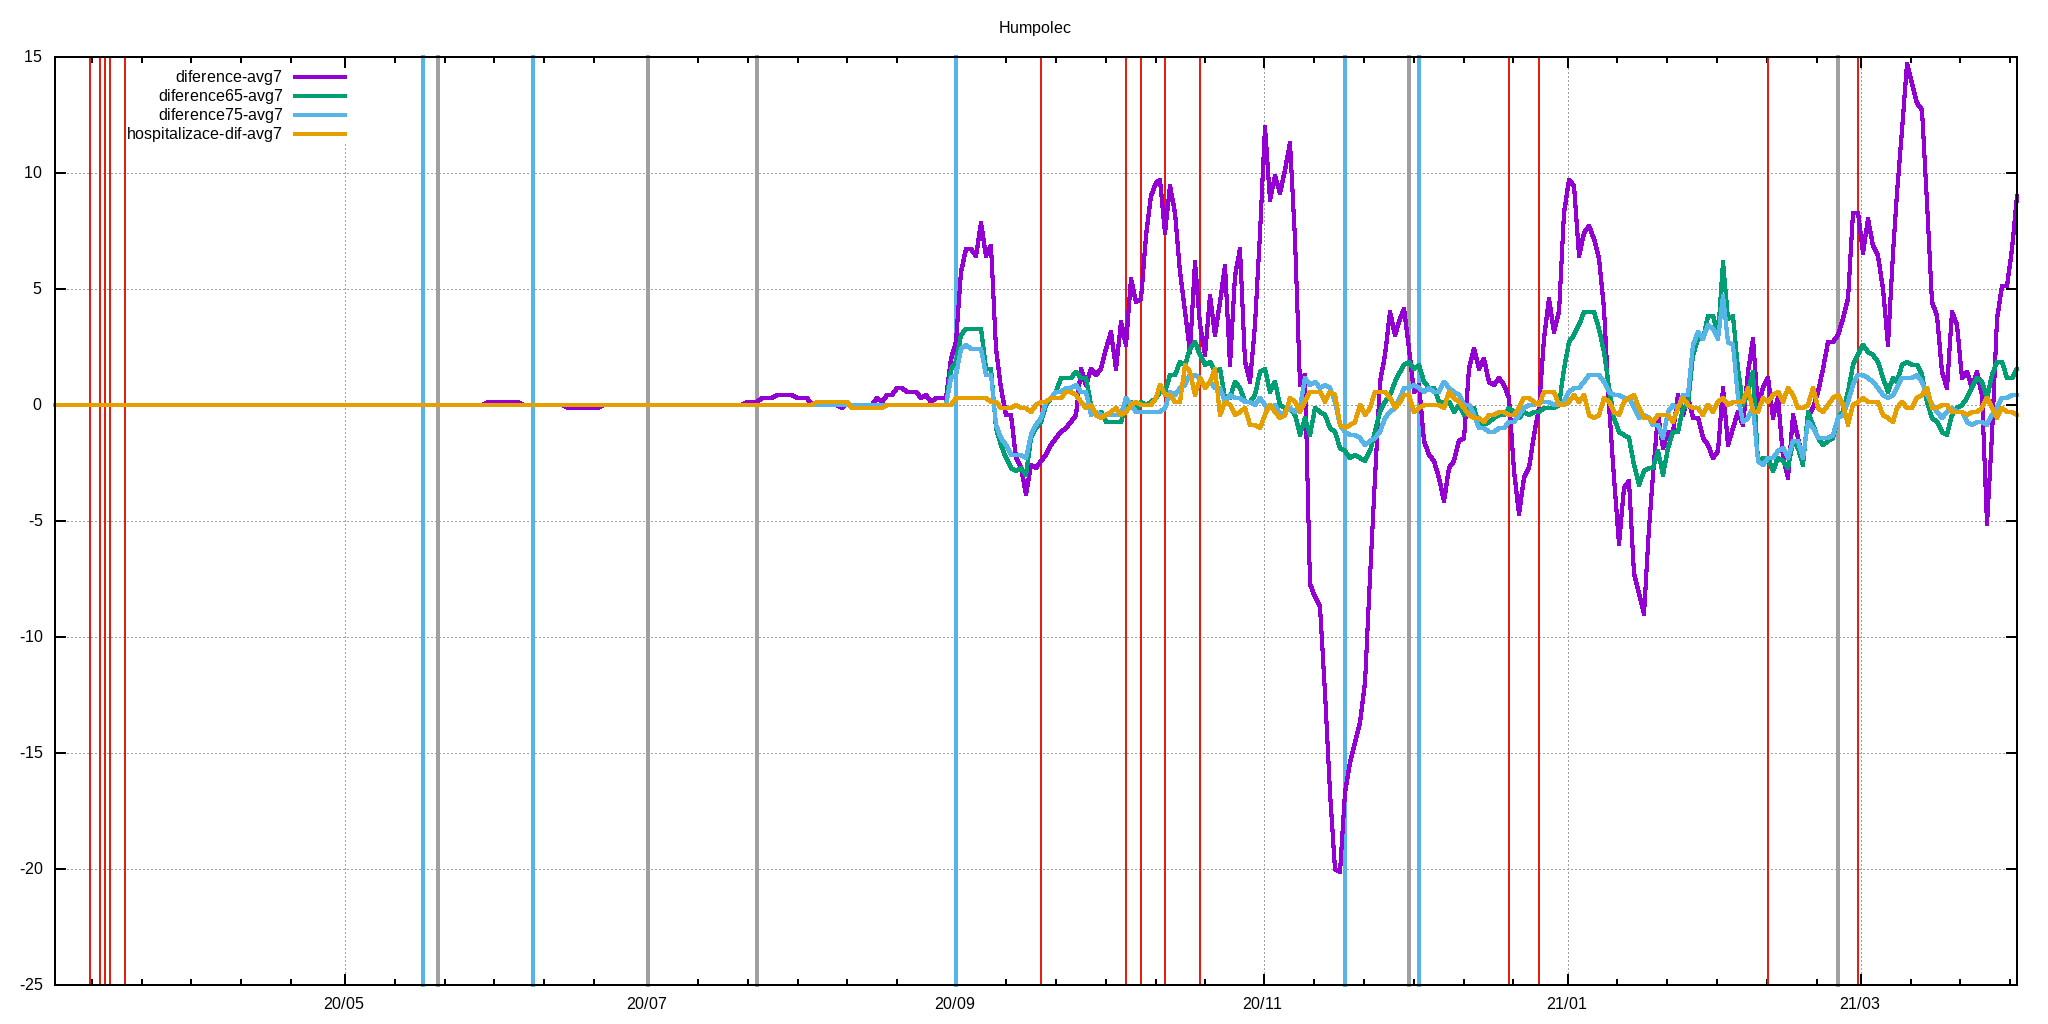 Humpolec
15
diference-avg7
diference65-avg7
diference75-avg7
hospitalizace-dif-avg7
10
5
0
-5
-10
-15
-20
-25
20/05 20/07 20/09 20/11 21/01 21/03